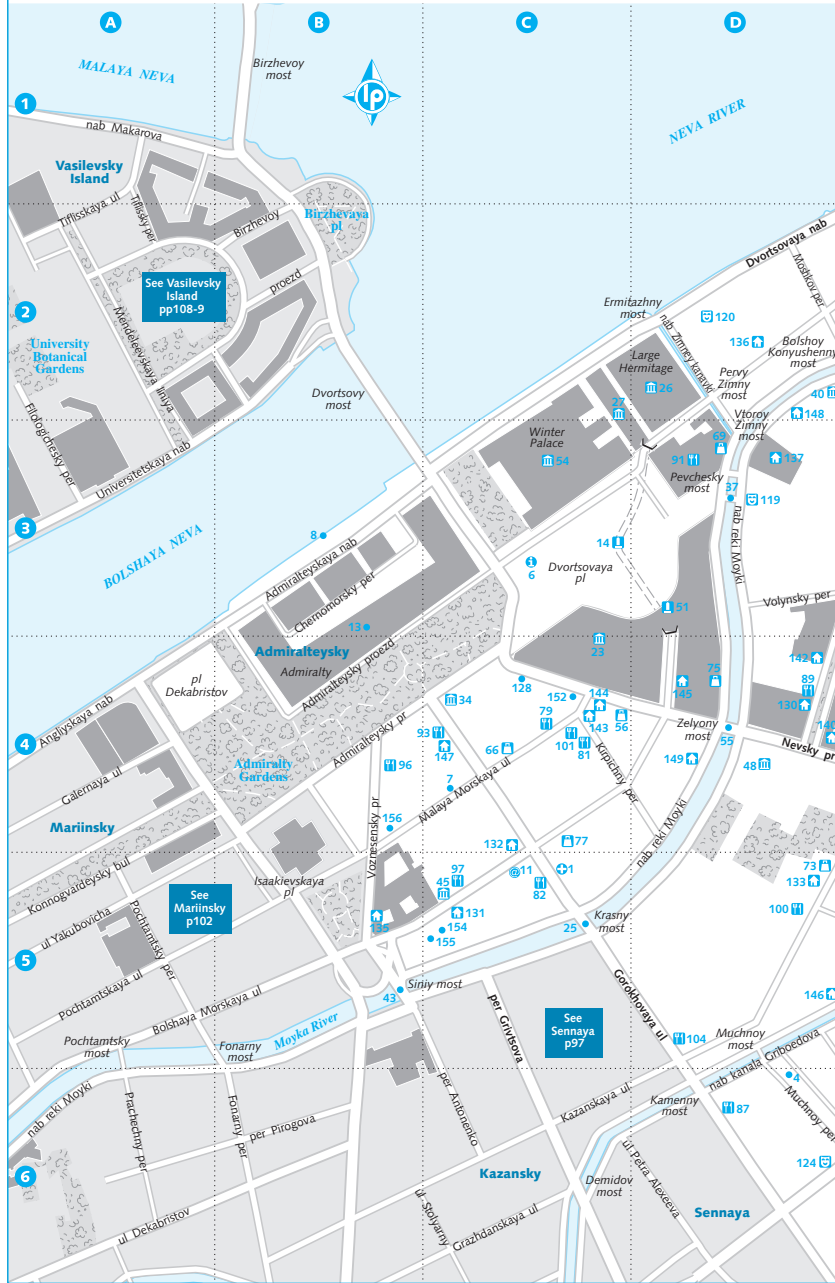 A
B
C
D
1
2
3
4
5
6
MALAYA NEVA
Birzhevoy
most
lp
NEVA RIVER
nab Makarova
Vasilevsky
Island
Tiflisskaya ul
Tiflissky per
Birzhevoy
proezd
Birzhevaya
pl
See Vasilevsky
Island
pp108-9
University
Botanical
Gardens
Mendeleevskaya liniya
Filologichesky per
Universitetskaya nab
Dvortsovy
most
Dvortsovaya nab
Moshkov per
Ermitazhny
most
nab Zimney kanavki
120
136
Bolshoy
Konyushenny
most
Large
Hermitage
26
27
Pervy
Zimny
most
40
148
Vtoroy
Zimny
most
Winter
Palace
54
69
91
137
Pevchesky
most
37
119
BOLSHAYA NEVA
8
Admiralteyskaya nab
Chernomorsky per
13
14
6
Dvortsovaya
pl
nab reki Moyki
51
Volynsky per
Admiralteysky
Admiralty
Admiralteysky proezd
pl
Dekabristov
23
142
128
152
144
145
75
89
130
34
79
143
56
Zelyony
most
140
Angliyskaya nab
Admiralteysky pr
93
147
66
101
81
Kirpichny per
55
Nevsky pr
149
48
Galernaya ul
Admiralty
Gardens
96
7
Malaya Morskaya ul
Mariinsky
156
Voznesensky pr
132
77
nab reki Moyki
Konnogvardeysky bul
Isaakievskaya
pl
97
45
11
1
82
73
133
100
See
Mariinsky
p102
ul Yakubovicha
Pochtamtsky per
135
131
154
155
25
Krasny
most
Pochtamtskaya ul
Bolshaya Morskaya ul
43
Siniy most
per Grivtsova
Gorokhovaya ul
146
See
Sennaya
p97
Pochtamtsky
most
Fonarny
most
Moyka River
104
Muchnoy
most
nab kanala Griboedova
4
nab reki Moyki
Prachechny per
Fonarny per
per Pirogova
per Antonenko
Kazanskaya ul
Kamenny
most
87
Muchnoy per
Kazansky
ul Petra Alexeeva
Demidov
most
124
ul Dekabristov
ul Stolyarny
Grazhdanskaya ul
Sennaya